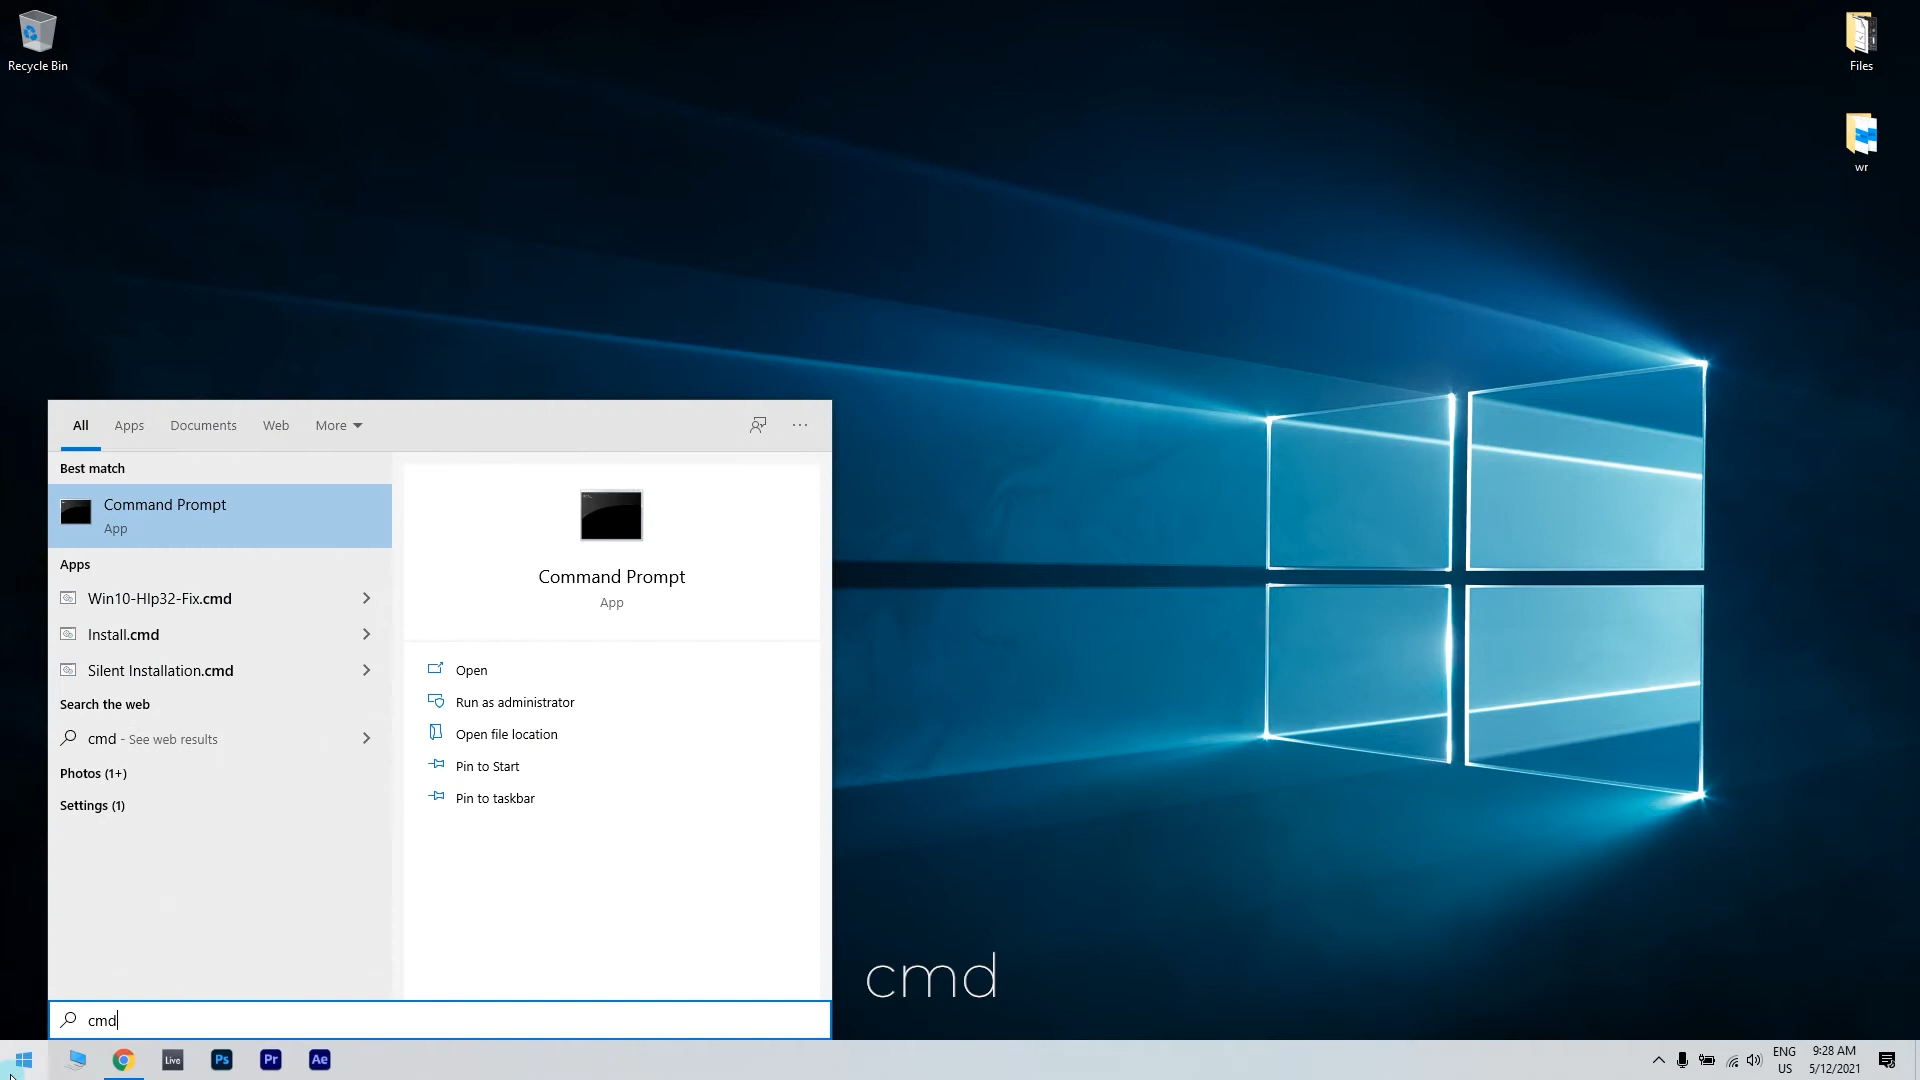 Recycle Bin
Files
wr
All
Apps
Documents
Web
More
Best match
Command Prompt
App
Apps
Win10-Hlp32-Fix.cmd
Install.cmd
Silent Installation.cmd
Search the web
cmd - See web results
Photos (1+)
Settings (1)
Command Prompt
App
Open
Run as administrator
Open file location
Pin to Start
Pin to taskbar
cmd
cmd
Live
Ps
Pr
Ae
ENG
US
9:28 AM
5/12/2021